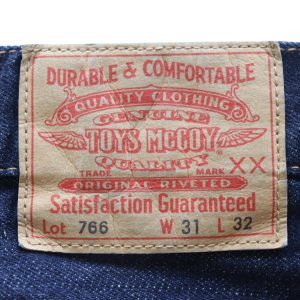 DURABLE & COMFORTABLE
QUALITY CLOTHING
GENUINE
TOYS McCOY
QUALITY
TRADE MARK XX
ORIGINAL RIVETED
Satisfaction Guaranteed
Lot 766 W 31 L 32